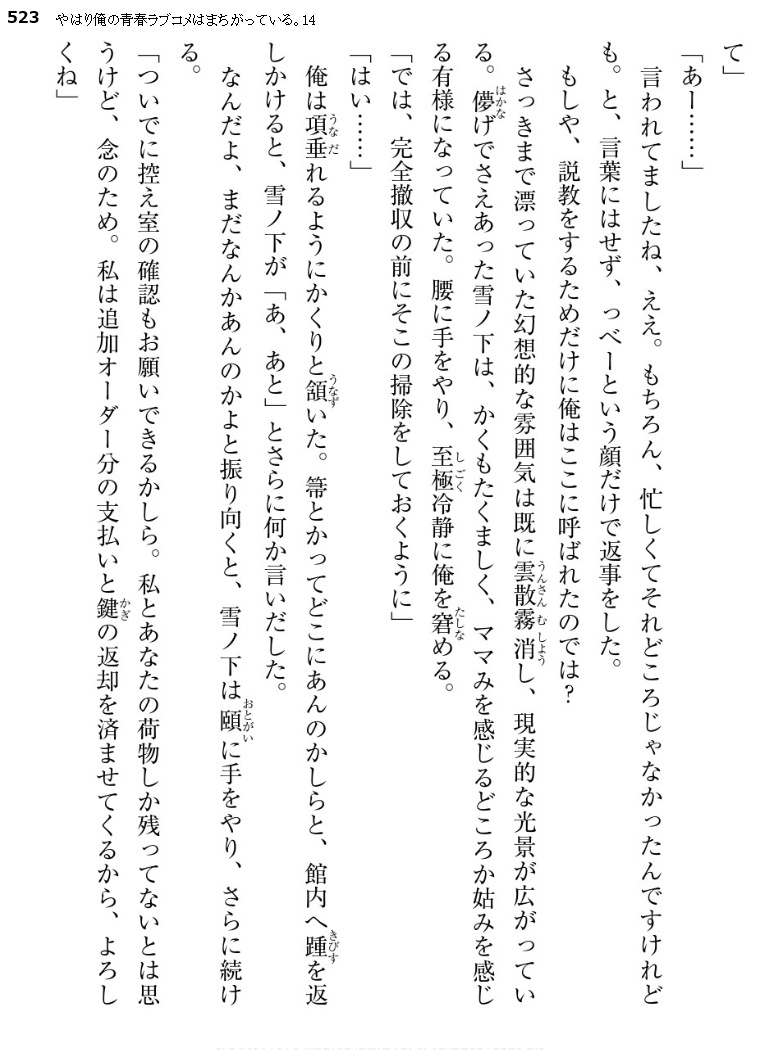 523 やはり俺の青春ラブコメはまちがっている。14
て」
「あー……」
言われてましたね、ええ。もちろん、忙しくてそれどころじゃなかったんですけれど
も。と、言葉にはせず、っべーという顔だけで返事をした。
もしや、説教をするためだけに俺はここに呼ばれたのでは？
さっきまで漂っていた幻想的な雰囲気は既に雲散霧消し、現実的な光景が広がってい
る。儚げでさえあった雪ノ下は、かくもたくましく、ママみを感じるどころか姑みを感じ
る有様になっていた。腰に手をやり、至極冷静に俺を窘める。
「では、完全撤収の前にそこの掃除をしておくように」
「はい……」
俺は項垂れるようにかくりと頷いた。箒とかってどこにあんのかしらと、館内へ踵を返
しかけると、雪ノ下が「あ、あと」とさらに何か言いだした。
なんだよ、まだなんかあんのかよと振り向くと、雪ノ下は頤に手をやり、さらに続け
る。
「ついでに控え室の確認もお願いできるかしら。私とあなたの荷物しか残ってないとは思
うけど、念のため。私は追加オーダー分の支払いと鍵の返却を済ませてくるから、よろし
くね」